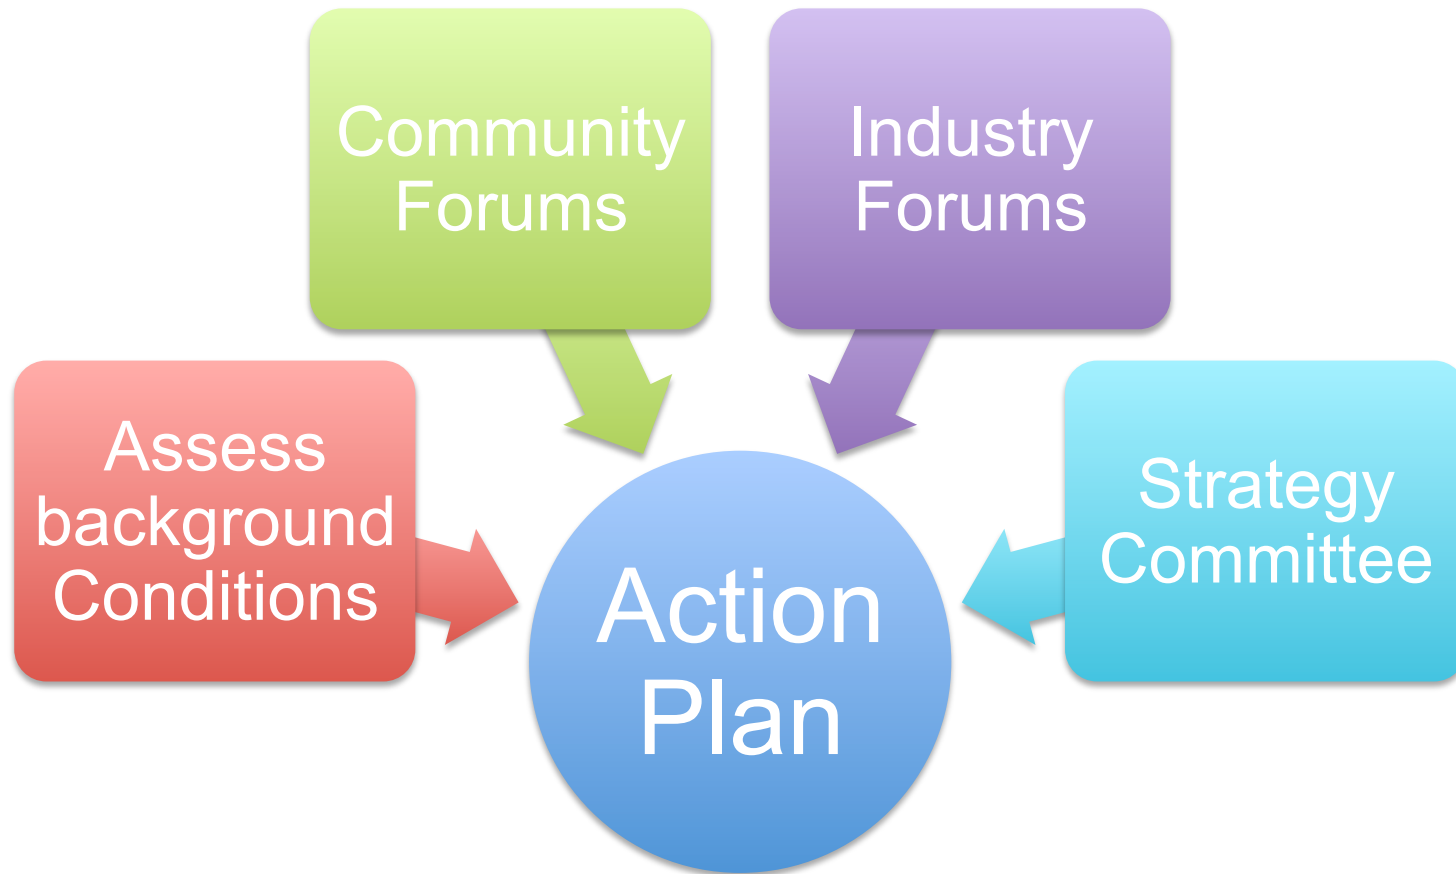 Community
Forums
Industry
Forums
Assess
background
Conditions
Strategy
Committee
Action
Plan